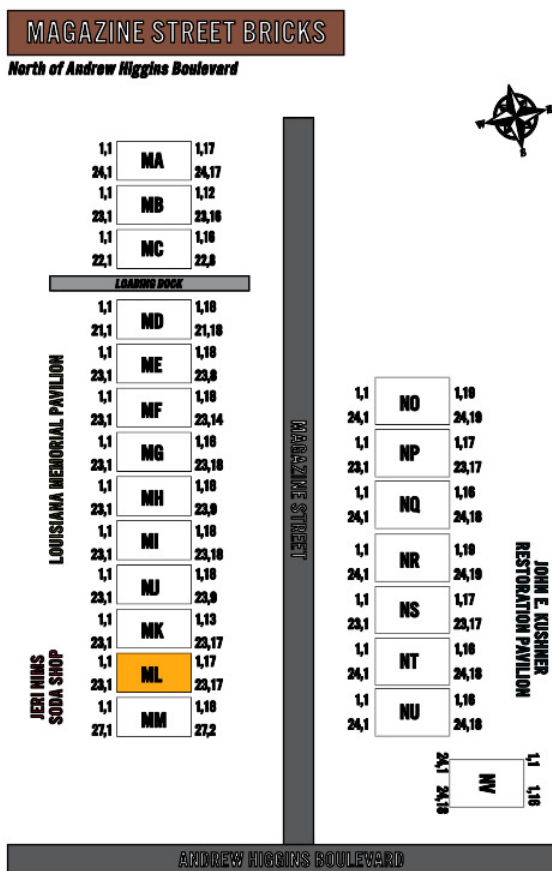 MAGAZINE STREET BRICKS
North of Andrew Higgins Boulevard
W
E
S
1,1 MA 1,17
24,1 24,17
1,1 MB 1,12
23,1 23,16
1,1 MC 1,16
22,1 22,8
LOADING DOCK
1,1 MD 1,18
21,1 21,18
1,1 ME 1,18
23,1 23,8
1,1 MF 1,18
23,1 23,14
1,1 MG 1,18
23,1 23,18
1,1 MH 1,18
23,1 23,9
1,1 MI 1,18
23,1 23,18
1,1 MJ 1,18
23,1 23,9
1,1 MK 1,13
23,1 23,17
1,1 ML 1,17
23,1 23,17
1,1 MM 1,18
27,1 27,2
LOUISIANA MEMORIAL PAVILION
JERI NIMS
SODA SHOP
MAGAZINE STREET
1,1 NO 1,19
24,1 24,19
1,1 NP 1,17
23,1 23,17
1,1 NQ 1,16
24,1 24,18
1,1 NR 1,19
24,1 24,19
1,1 NS 1,17
23,1 23,17
1,1 NT 1,16
24,1 24,18
1,1 NU 1,16
24,1 24,18
JOHN E. KUSHNER
RESTORATION PAVILION
1,1 NV 1,16
24,1 24,18
ANDREW HIGGINS BOULEVARD